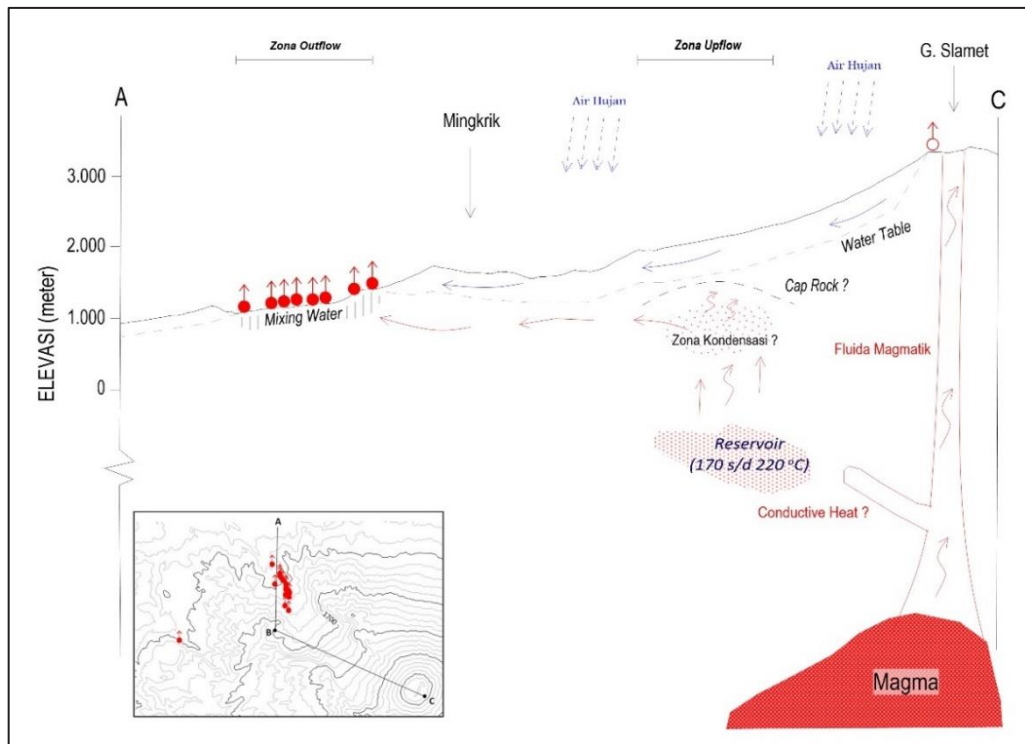 Zona Outflow
Zona Upflow
G. Slamet
A
Air Hujan
Air Hujan
C
Mingkrik
3.000
2.000
1.000
0
ELEVASI (meter)
Water Table
Cap Rock ?
Mixing Water
Zona Kondensasi ?
Fluida Magmatik
Reservoir
(170 s/d 220 °C)
Conductive Heat ?
Magma
A
1700
B
C